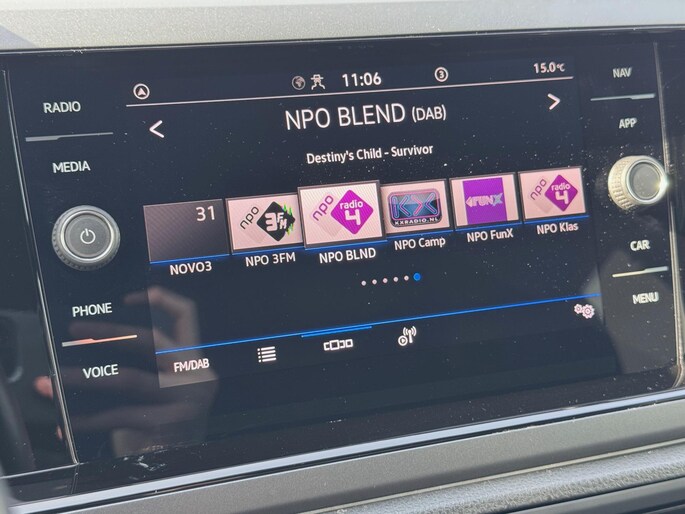 RADIO
MEDIA
PHONE
VOICE
11:06
3
15.0°C
NPO BLEND (DAB)
Destiny's Child - Survivor
31
NOVO3
npo 3FM
NPO 3FM
npo radio 4
NPO BLND
KX
KXRADIO.NL
NPO Camp
FUNX
NPO FunX
npo radio 4
NPO Klas
FM/DAB
NAV
APP
CAR
MENU